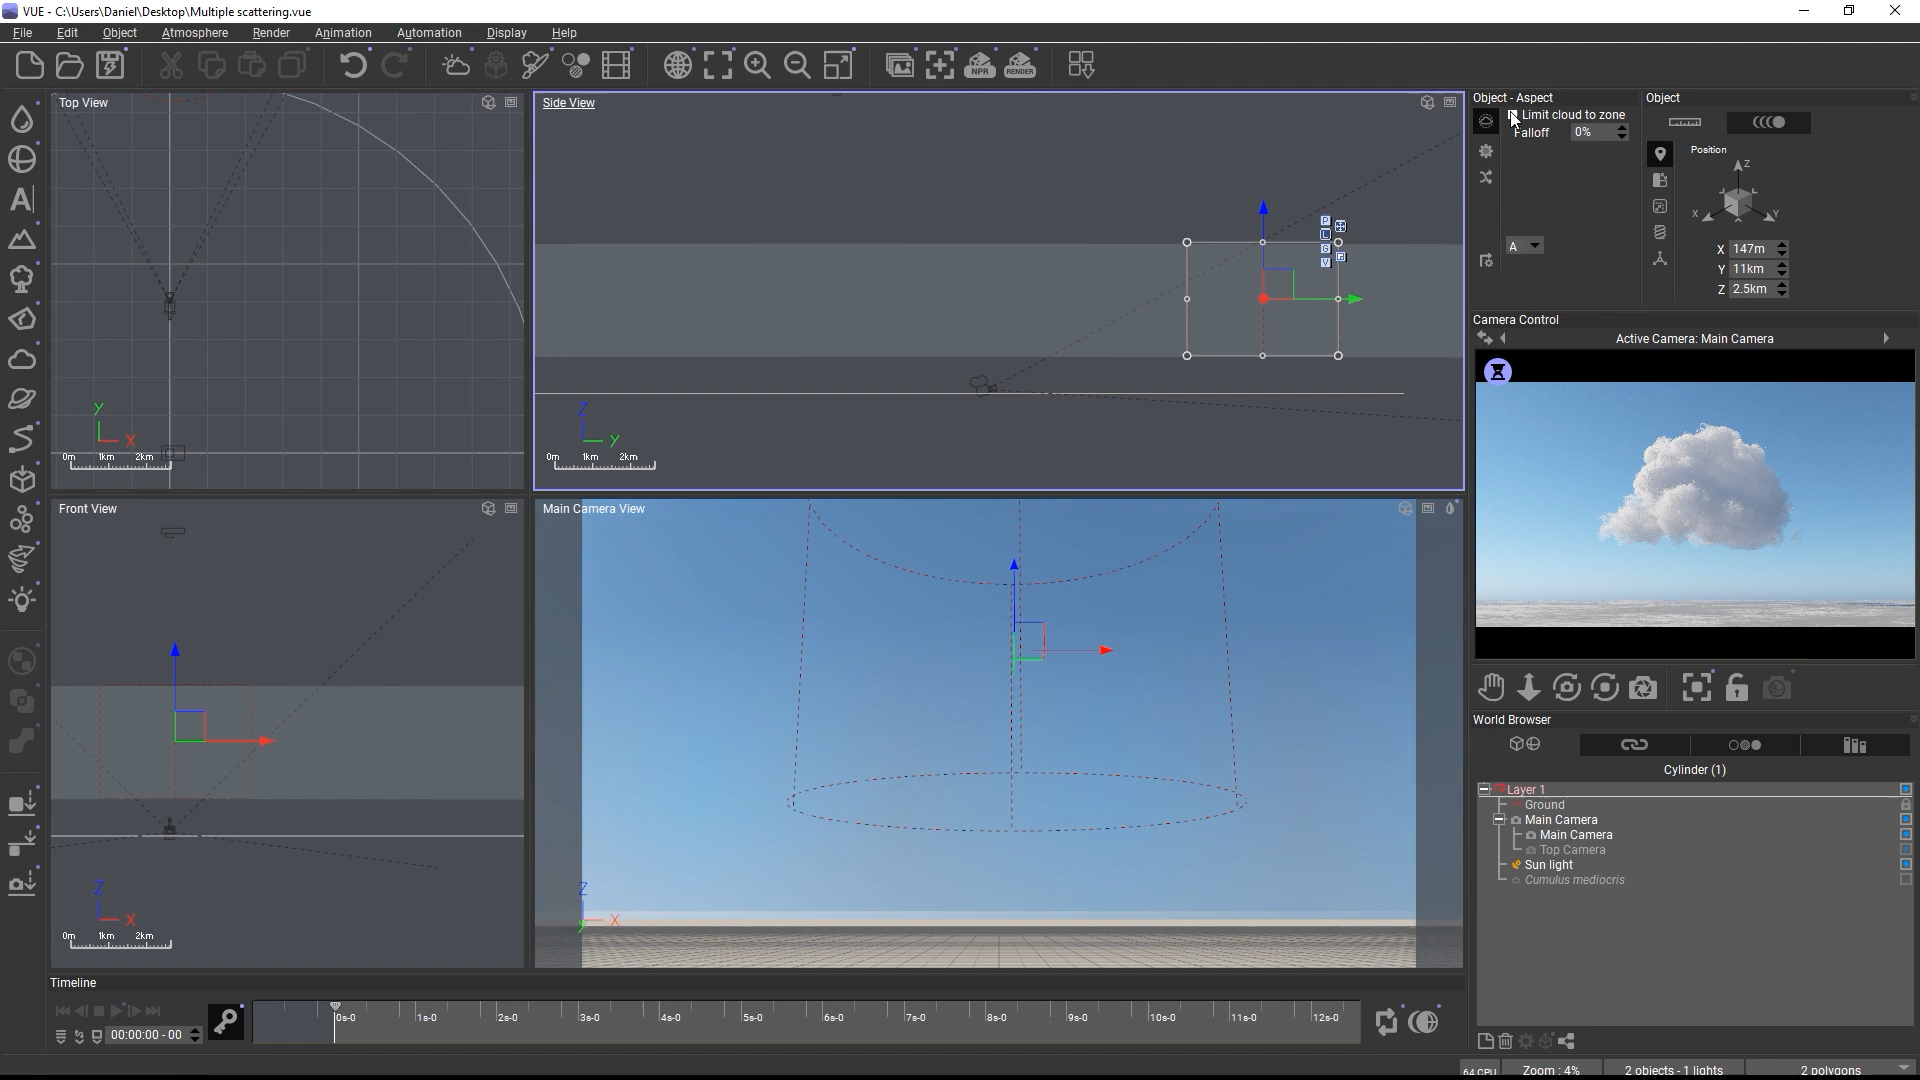 VUE - C:\Users\Daniel\Desktop\Multiple scattering.vue
File Edit Object Atmosphere Render Animation Automation Display Help
NPR RENDER
Top View
Y
X
0m 1km 2km
Side View
P
L
G
V
Z
Y
0m 1km 2km
Object - Aspect
Limit cloud to zone
Falloff 0%
A
Object
Position
Z
X Y
X 147m
Y 11km
Z 2.5km
Camera Control
Active Camera: Main Camera
Front View
Z
X
0m 1km 2km
Main Camera View
Z
Y X
World Browser
Cylinder (1)
Layer 1
Ground
Main Camera
Main Camera
Top Camera
Sun light
Cumulus mediocris
Timeline
00:00:00 - 00
0s-0 1s-0 2s-0 3s-0 4s-0 5s-0 6s-0 7s-0 8s-0 9s-0 10s-0 11s-0 12s-0
64 CPU Zoom : 4% 2 objects - 1 lights 2 polygons